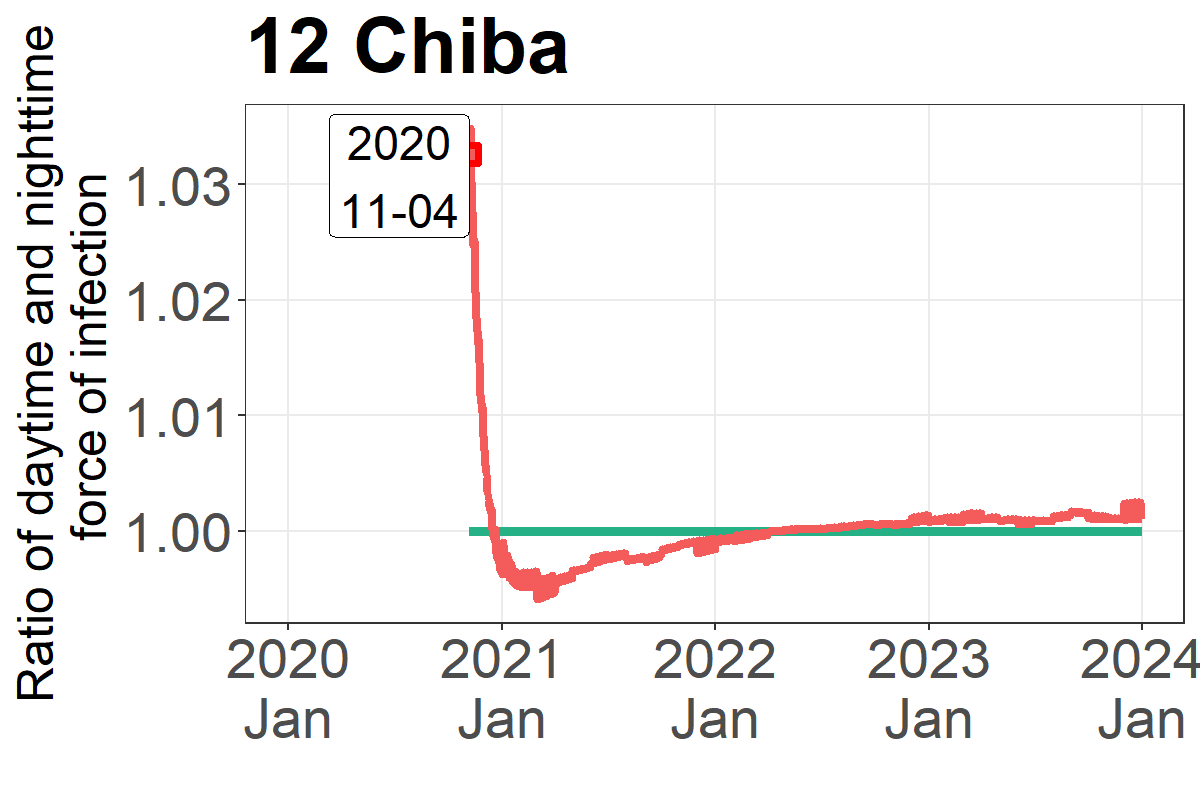 12 Chiba
Ratio of daytime and nighttime
force of infection
1.03
1.02
1.01
1.00
2020
11-04
2020 2021 2022 2023 2024
Jan Jan Jan Jan Jan